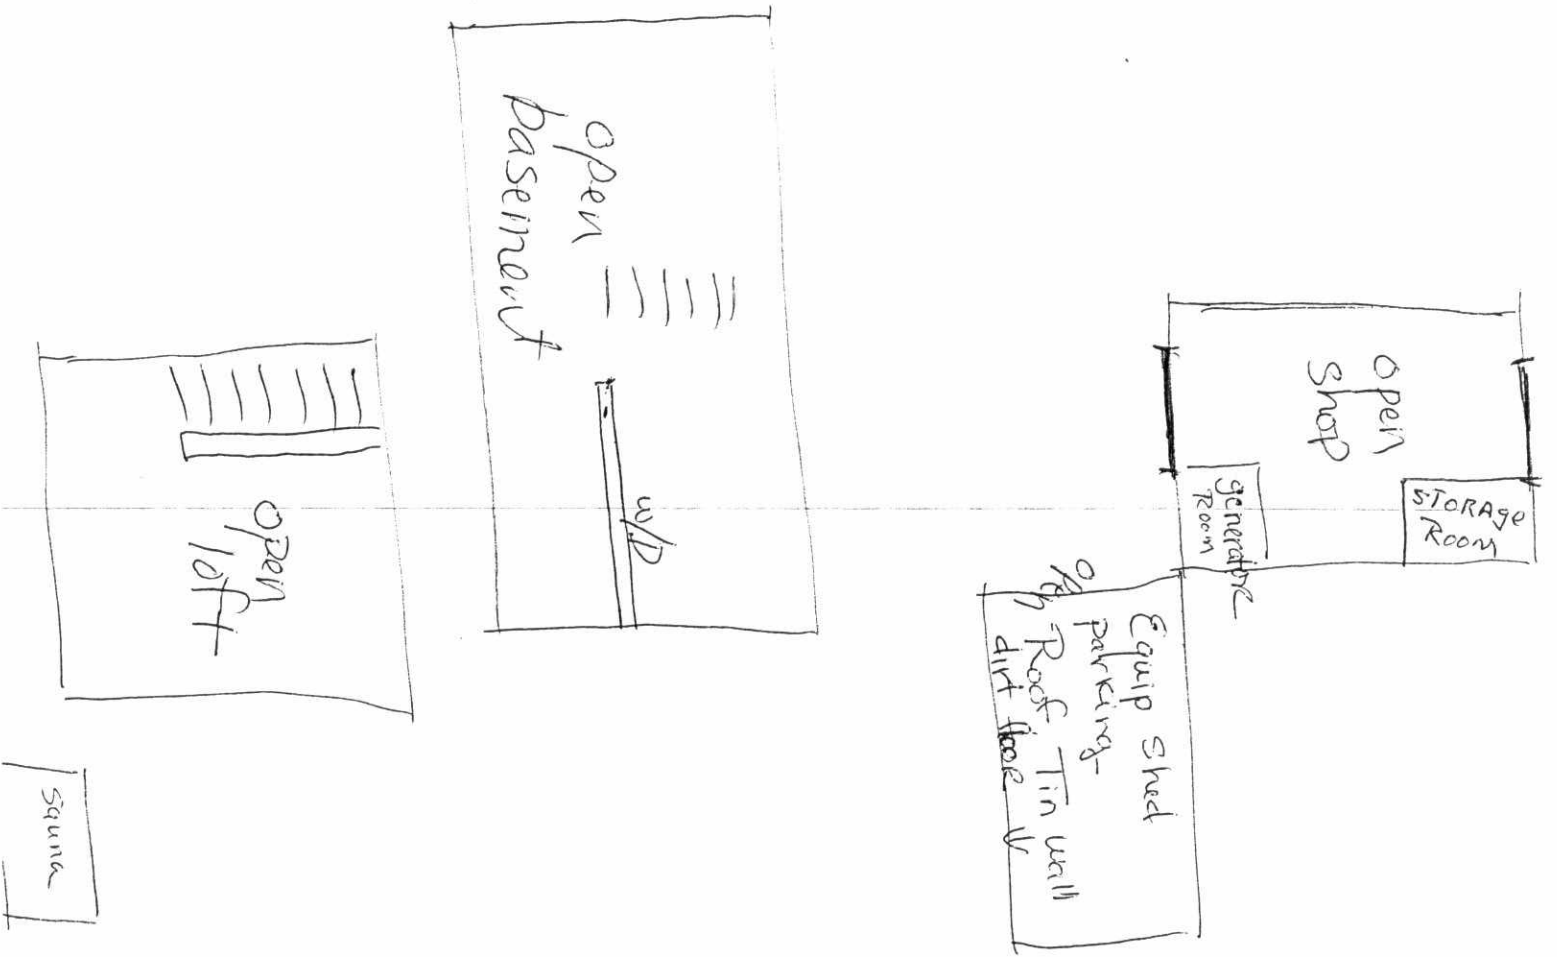 open
basement
w/D
open
loft
Sauna
open
Shop
STORAge
Room
generatoR
Room
Equip Shed
parking-
open -Roof Tin wall
dirt flooR